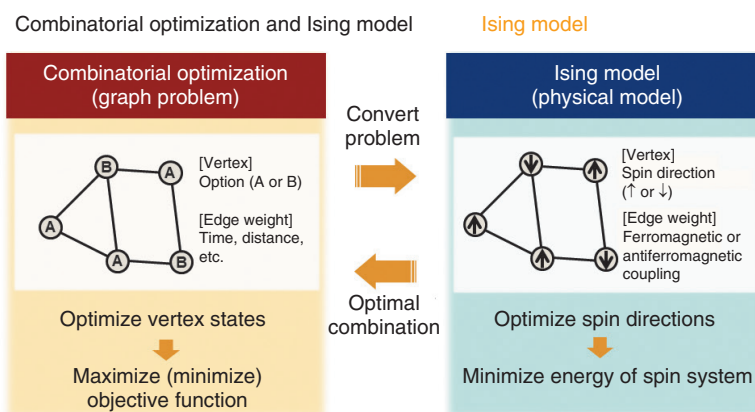 Combinatorial optimization and Ising model
Ising model
Combinatorial optimization
(graph problem)
B
A
A
A
B
[Vertex]
Option (A or B)
[Edge weight]
Time, distance,
etc.
Optimize vertex states
Maximize (minimize)
objective function
Convert
problem
Optimal
combination
Ising model
(physical model)
[Vertex]
Spin direction
(↑ or ↓)
[Edge weight]
Ferromagnetic or
antiferromagnetic
coupling
Optimize spin directions
Minimize energy of spin system